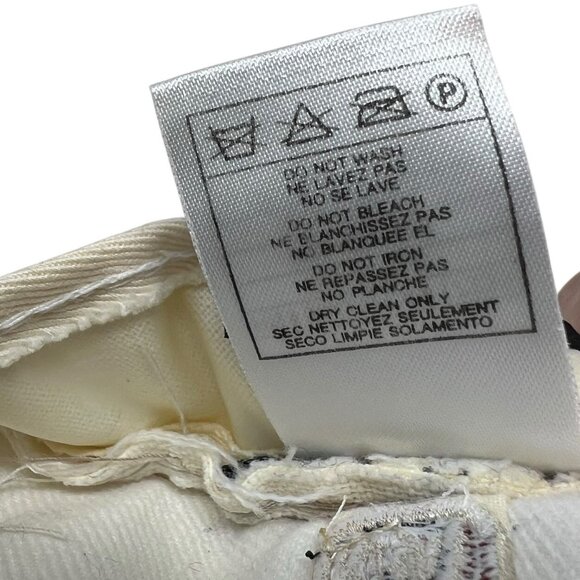 P
DO NOT WASH
NE LAVEZ PAS
NO SE LAVE
DO NOT BLEACH
NE BLANCHISSEZ PAS
NO BLANQUEE EL
DO NOT IRON
NE REPASSEZ PAS
NO PLANCHE
DRY CLEAN ONLY
SEC NETTOYEZ SEULEMENT
SECO LIMPIE SOLAMENTO